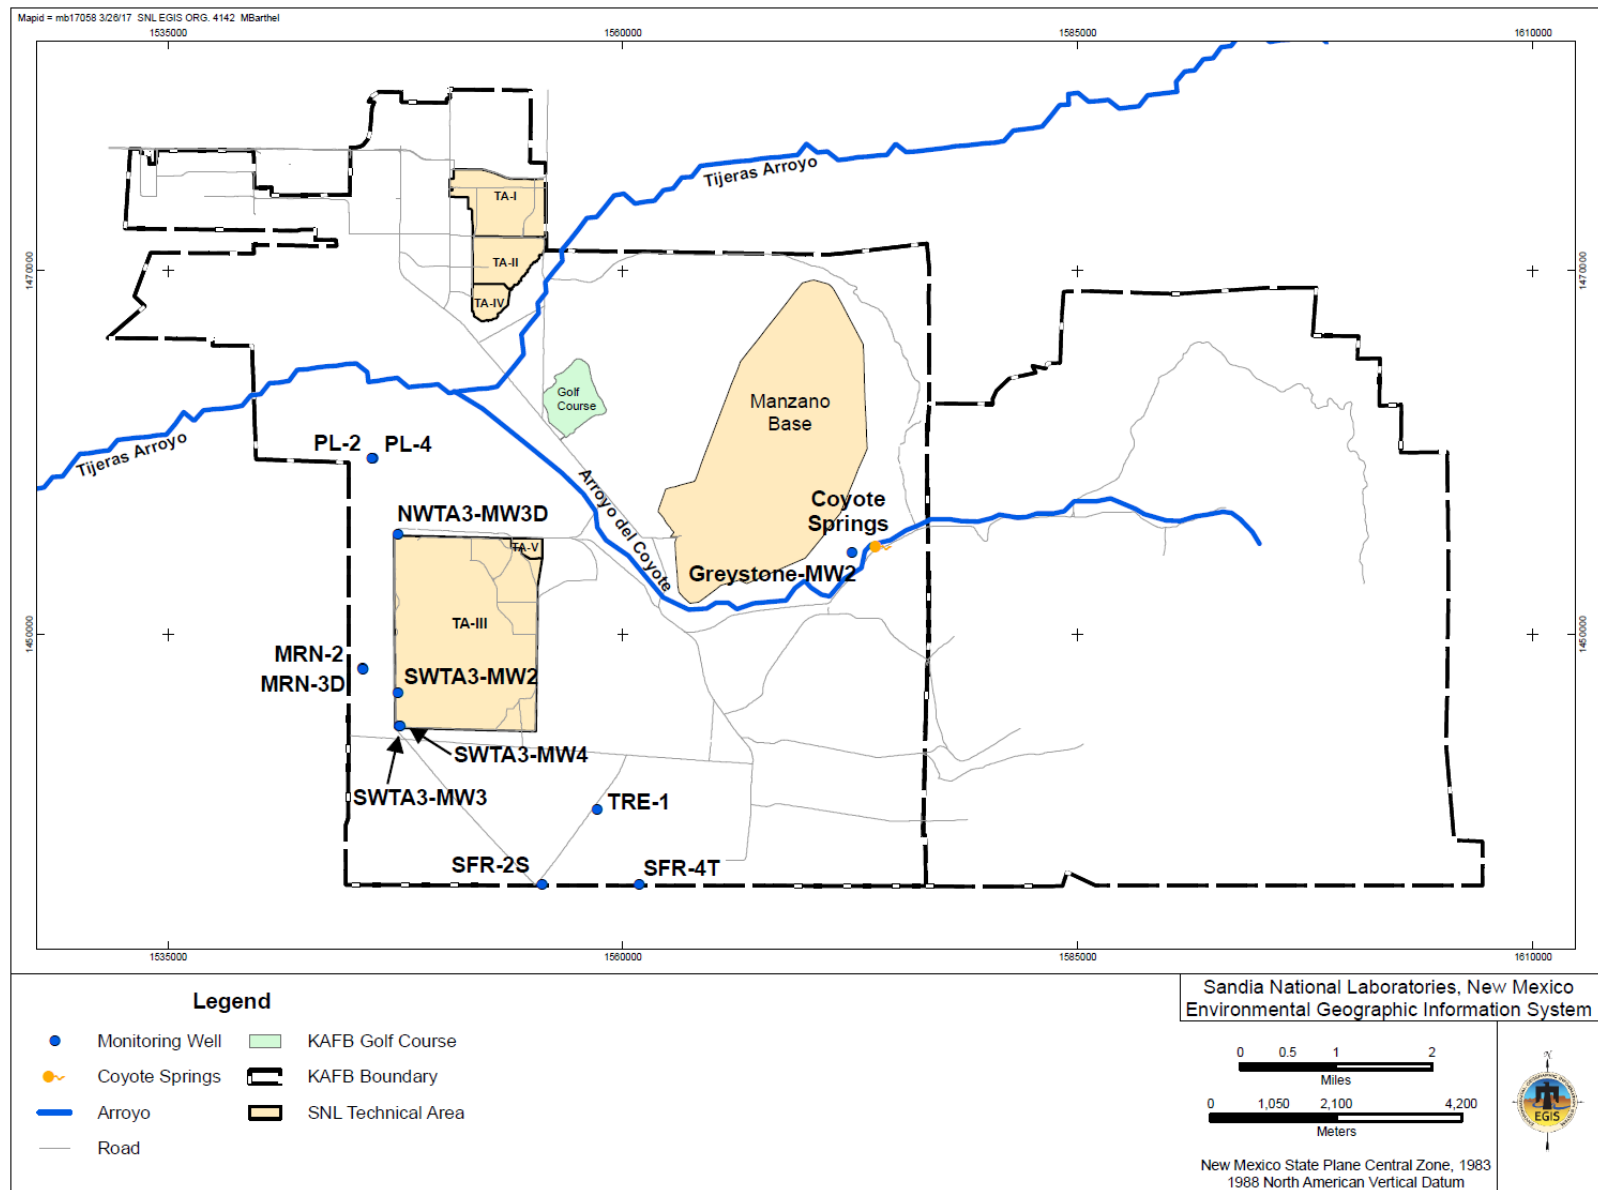 Mapid = mb17058 3/26/17 SNL EGIS ORG. 4142 MBarthel
1535000
1560000
1585000
1610000
Tijeras Arroyo
TA-I
TA-II
TA-IV
1470000
1470000
Golf
Course
Manzano
Base
Tijeras Arroyo
PL-2
PL-4
Arroyo del Coyote
Coyote
Springs
NWTA3-MW3D
TA-V
Greystone-MW2
TA-III
1450000
1450000
MRN-2
MRN-3D
SWTA3-MW2
SWTA3-MW4
SWTA3-MW3
TRE-1
SFR-2S
SFR-4T
1535000
1560000
1585000
1610000
Legend
Monitoring Well
Coyote Springs
Arroyo
Road
KAFB Golf Course
KAFB Boundary
SNL Technical Area
Sandia National Laboratories, New Mexico
Environmental Geographic Information System
0 0.5 1 2
Miles
0 1,050 2,100 4,200
Meters
New Mexico State Plane Central Zone, 1983
1988 North American Vertical Datum
N
EGIS